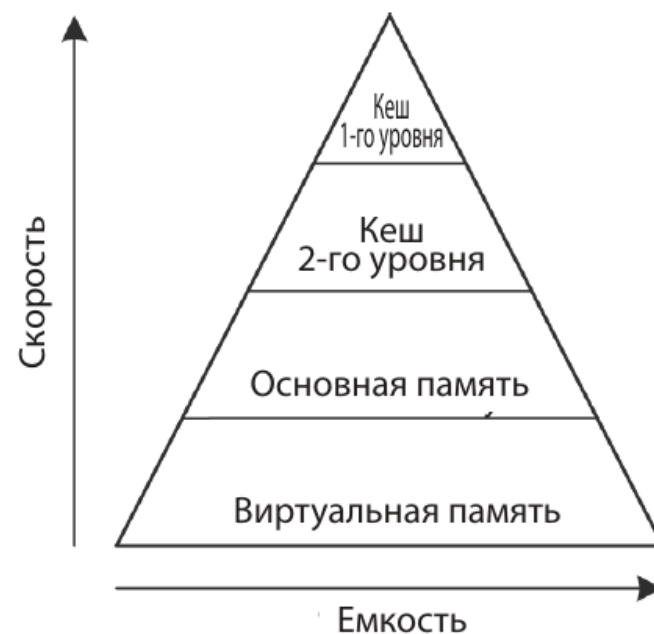 Скорость
Кеш
1-го уровня
Кеш
2-го уровня
Основная память
Виртуальная память
Емкость